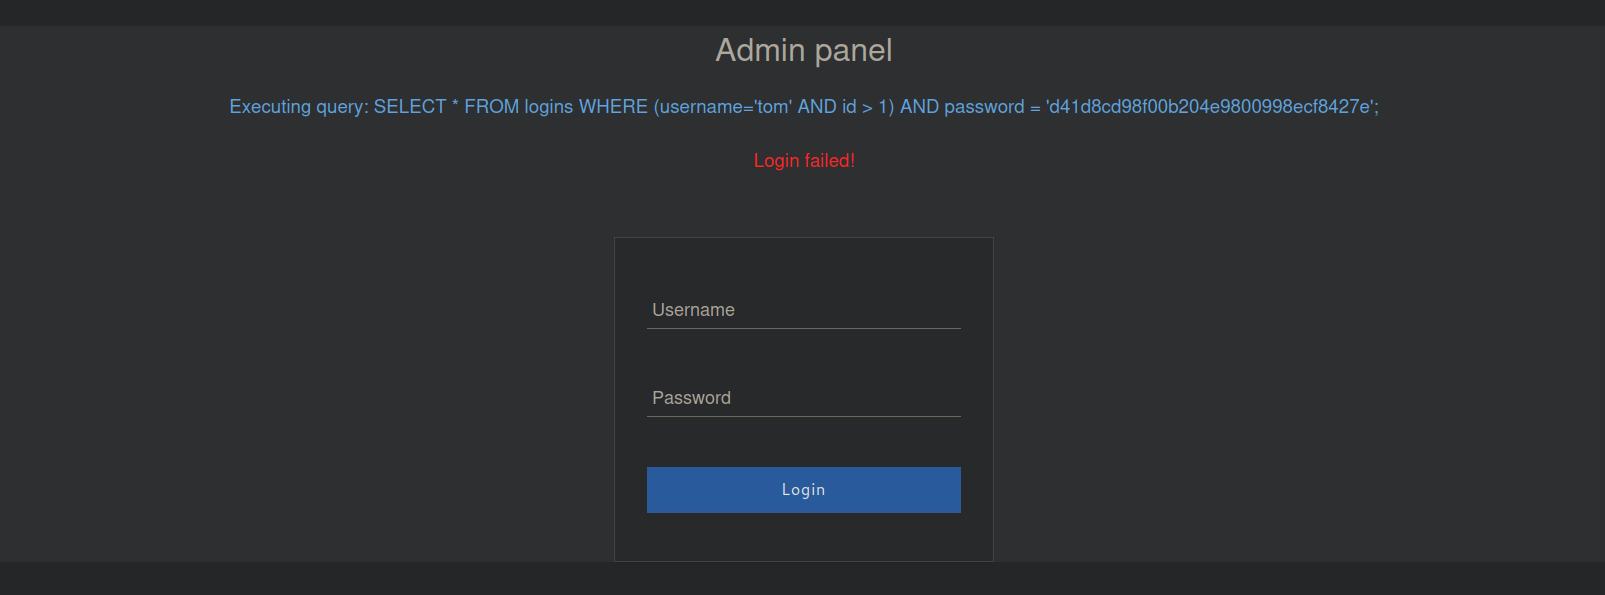 Admin panel
Executing query: SELECT * FROM logins WHERE (username='tom' AND id > 1) AND password = 'd41d8cd98f00b204e9800998ecf8427e';
Login failed!
Username
Password
Login